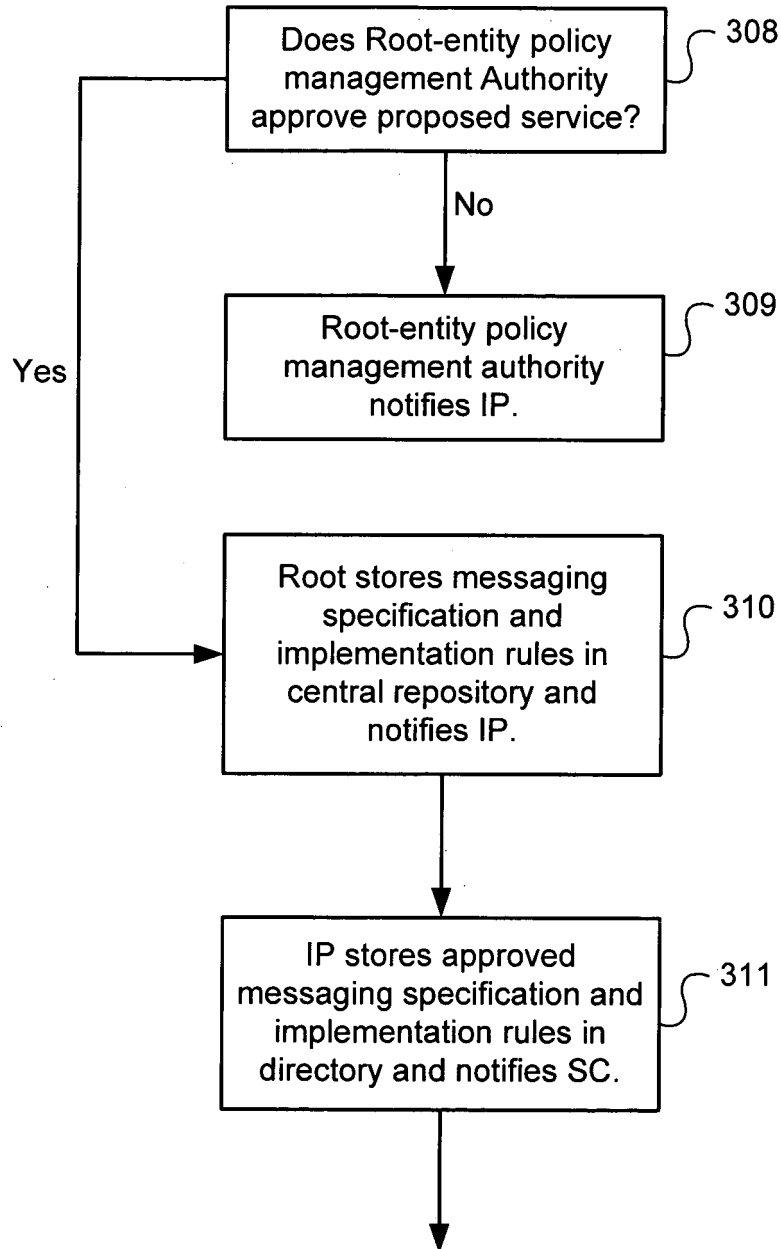 Does Root-entity policy
management Authority
approve proposed service?
308
No
Root-entity policy
management authority
notifies IP.
309
Yes
Root stores messaging
specification and
implementation rules in
central repository and
notifies IP.
310
IP stores approved
messaging specification and
implementation rules in
directory and notifies SC.
311